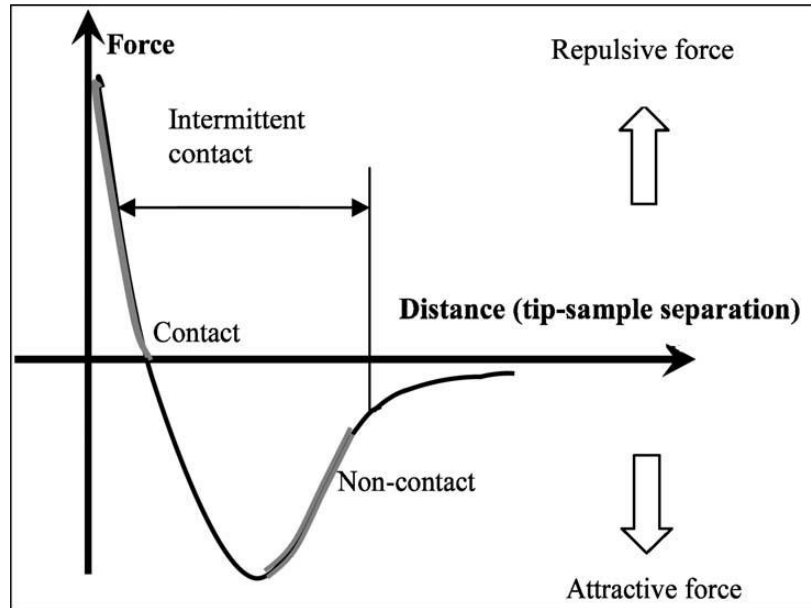 Force
Repulsive force
Intermittent
contact
Distance (tip-sample separation)
Contact
Non-contact
Attractive force